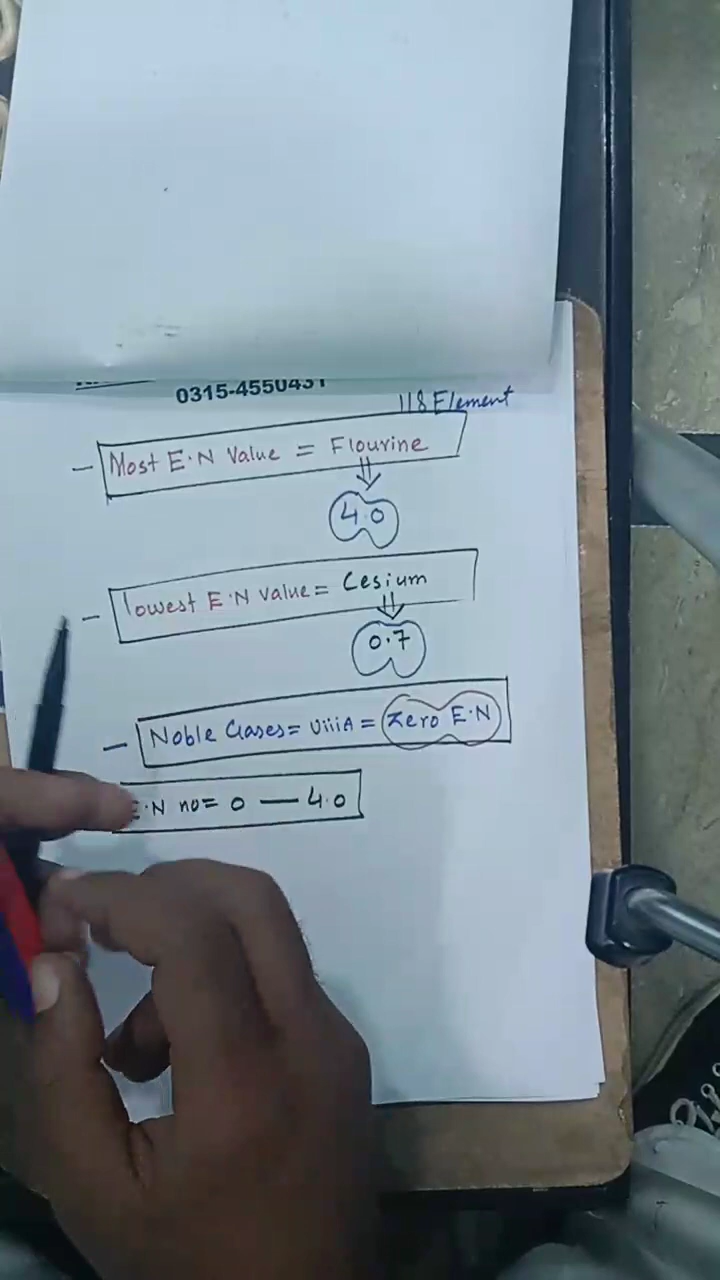 0315-4550431
118 Element
– Most E.N Value = Flourine
4.0
– lowest E.N value = Cesium
0.7
– Noble Gases = viiiA = Zero E.N
E.N no = 0 — 4.0